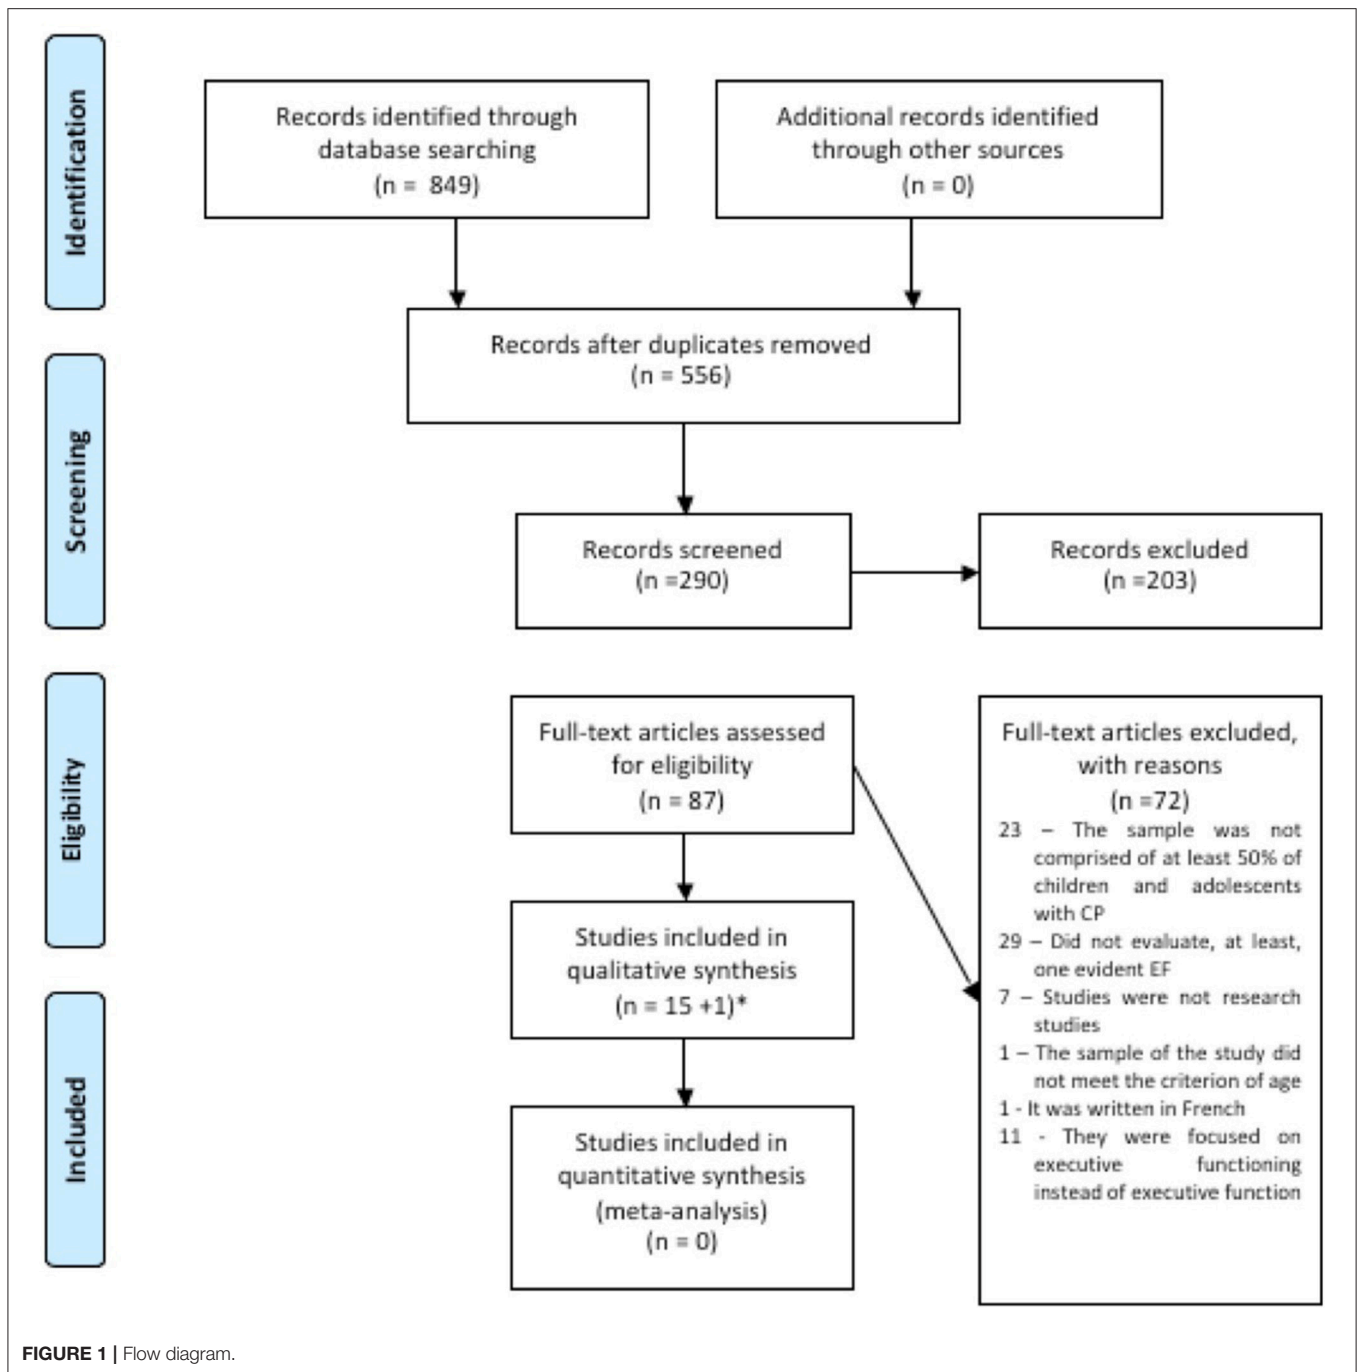 Identification
Records identified through
database searching
(n = 849)
Additional records identified
through other sources
(n = 0)
Records after duplicates removed
(n = 556)
Screening
Records screened
(n =290)
Records excluded
(n =203)
Eligibility
Full-text articles assessed
for eligibility
(n = 87)
Full-text articles excluded,
with reasons
(n =72)
23 – The sample was not
comprised of at least 50% of
children and adolescents
with CP
29 – Did not evaluate, at least,
one evident EF
7 – Studies were not research
studies
1 – The sample of the study did
not meet the criterion of age
1 - It was written in French
11 - They were focused on
executive functioning
instead of executive function
Studies included in
qualitative synthesis
(n = 15 +1)*
Included
Studies included in
quantitative synthesis
(meta-analysis)
(n = 0)
FIGURE 1 | Flow diagram.